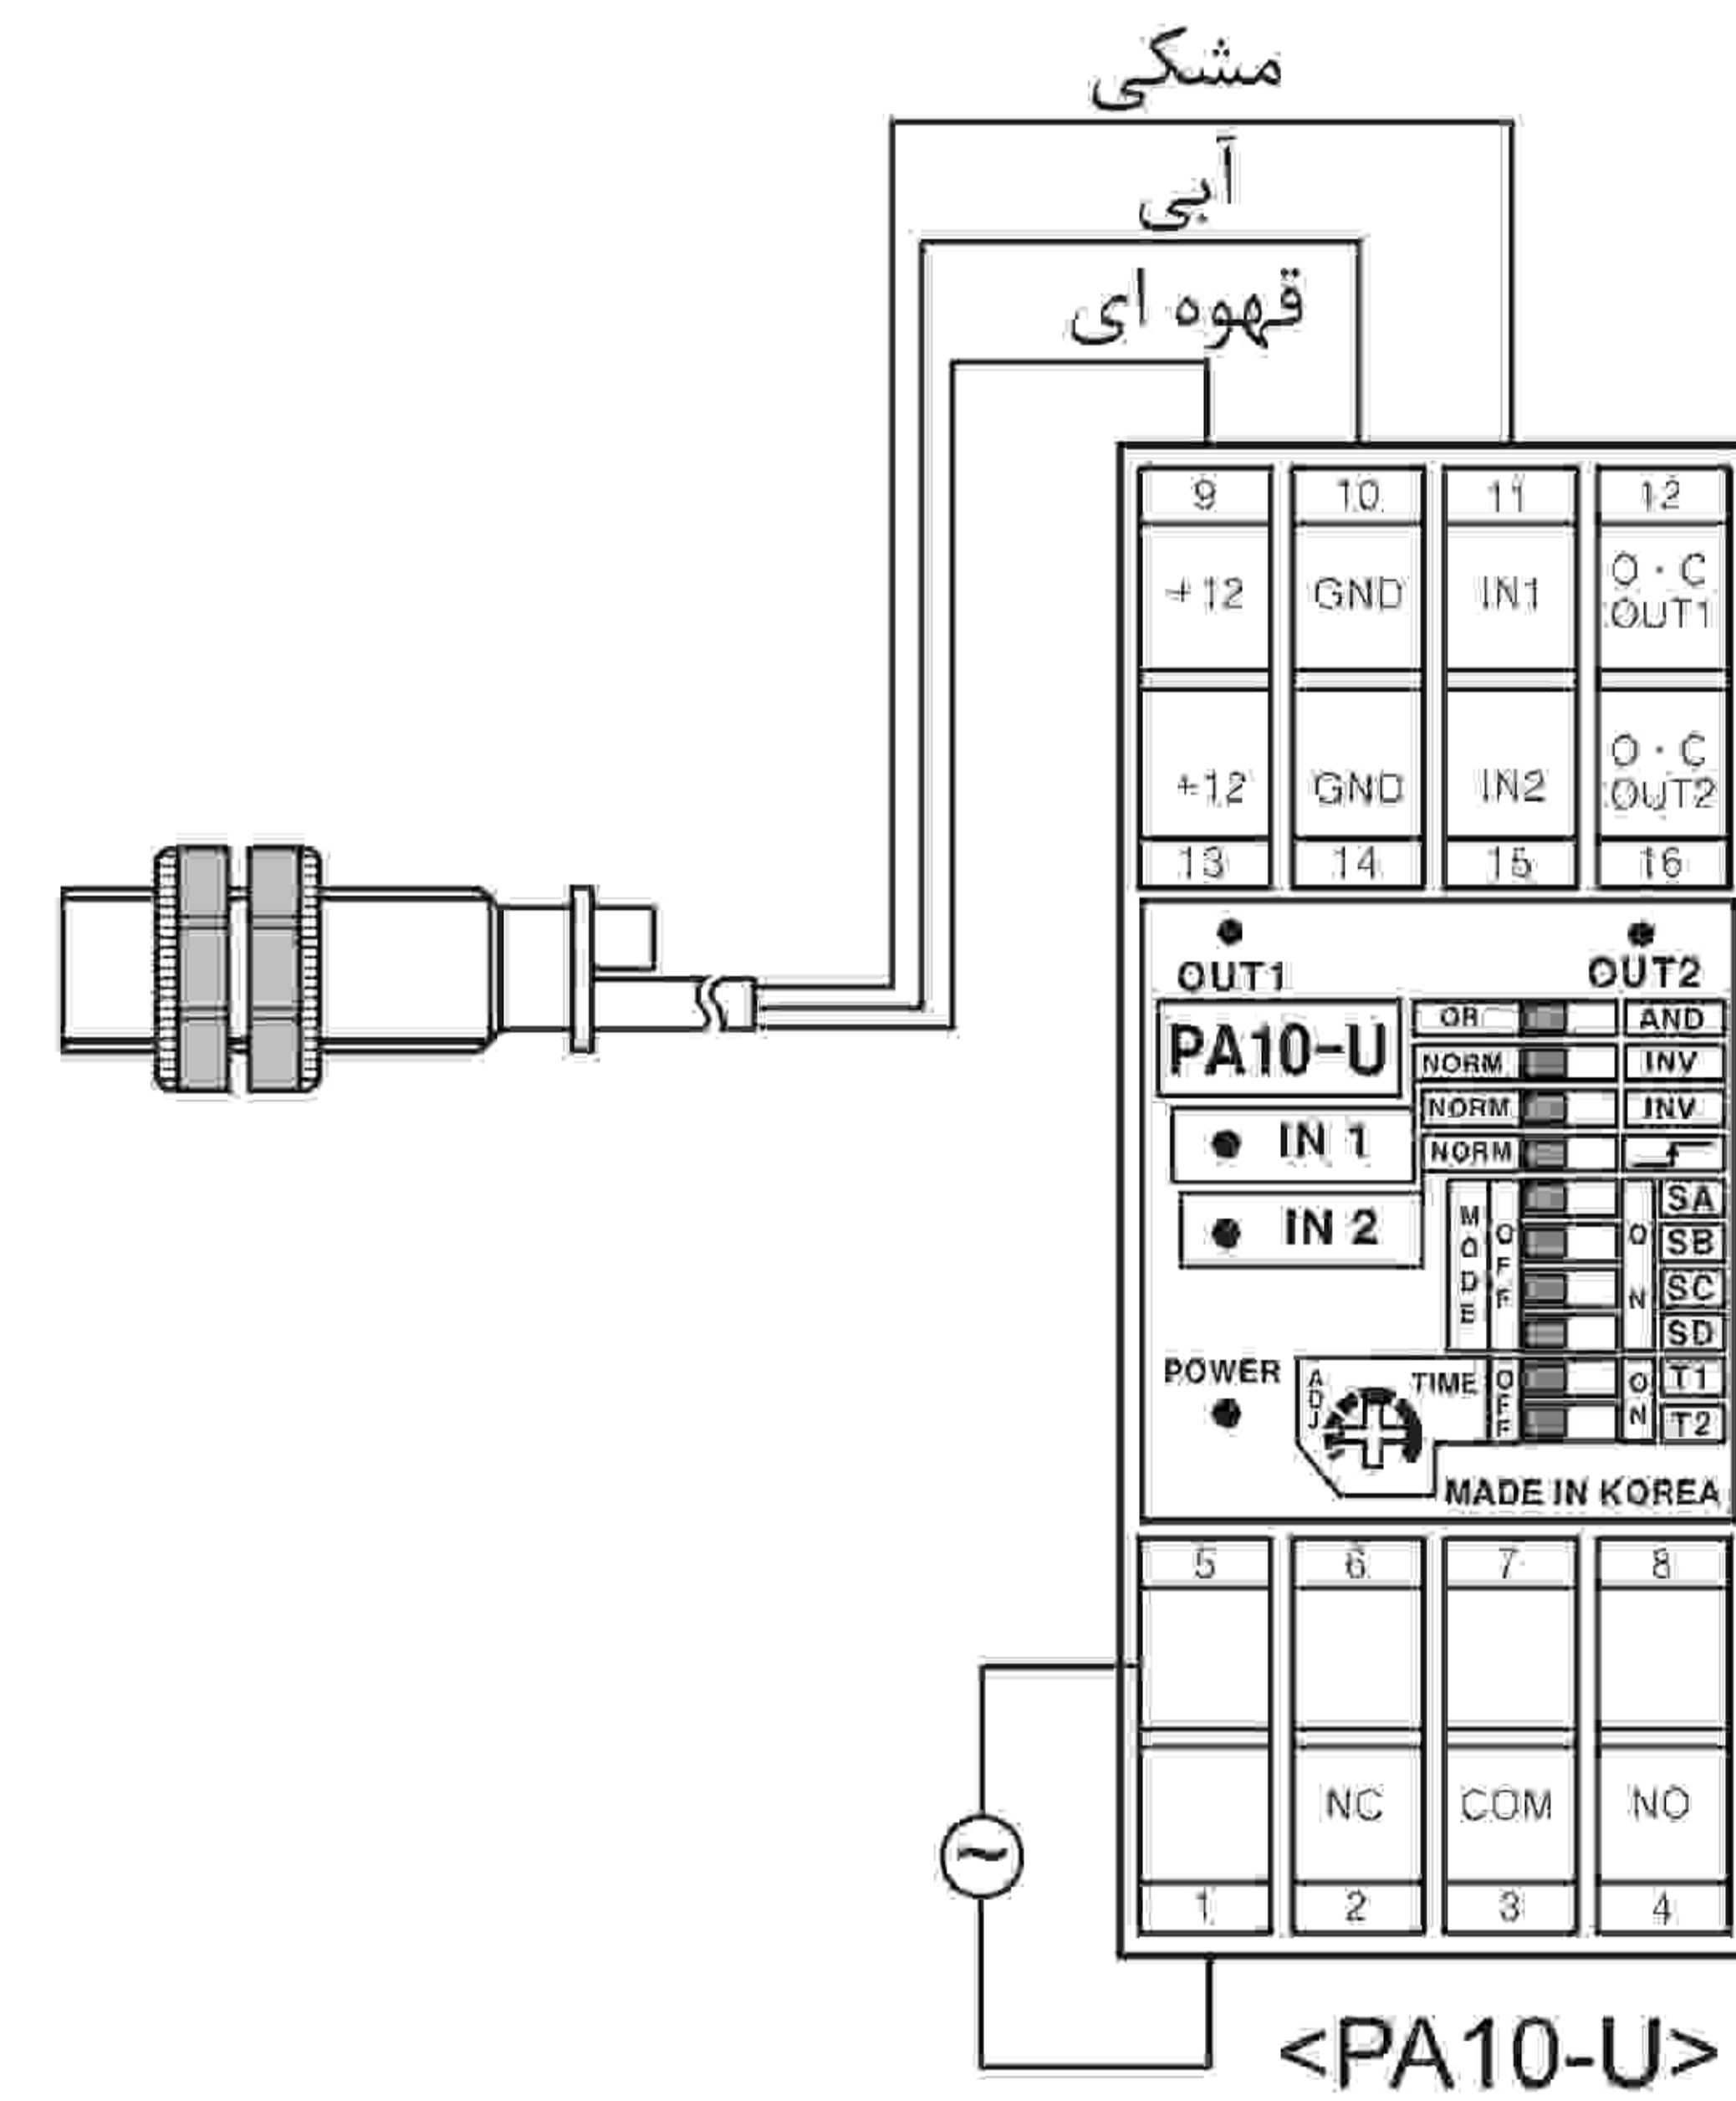 مشکی
آبی
قهوه ای
9 10 11 12
+12 GND IN1 O·C OUT1
+12 GND IN2 O·C OUT2
13 14 15 16
OUT1 OUT2
PA10-U
OR AND
NORM INV
NORM INV
NORM
IN 1
IN 2
MODE OFF ON SA
SB
SC
SD
POWER
ADJ TIME OFF ON T1
T2
MADE IN KOREA
5 6 7 8
~
NC COM NO
1 2 3 4
<PA10-U>